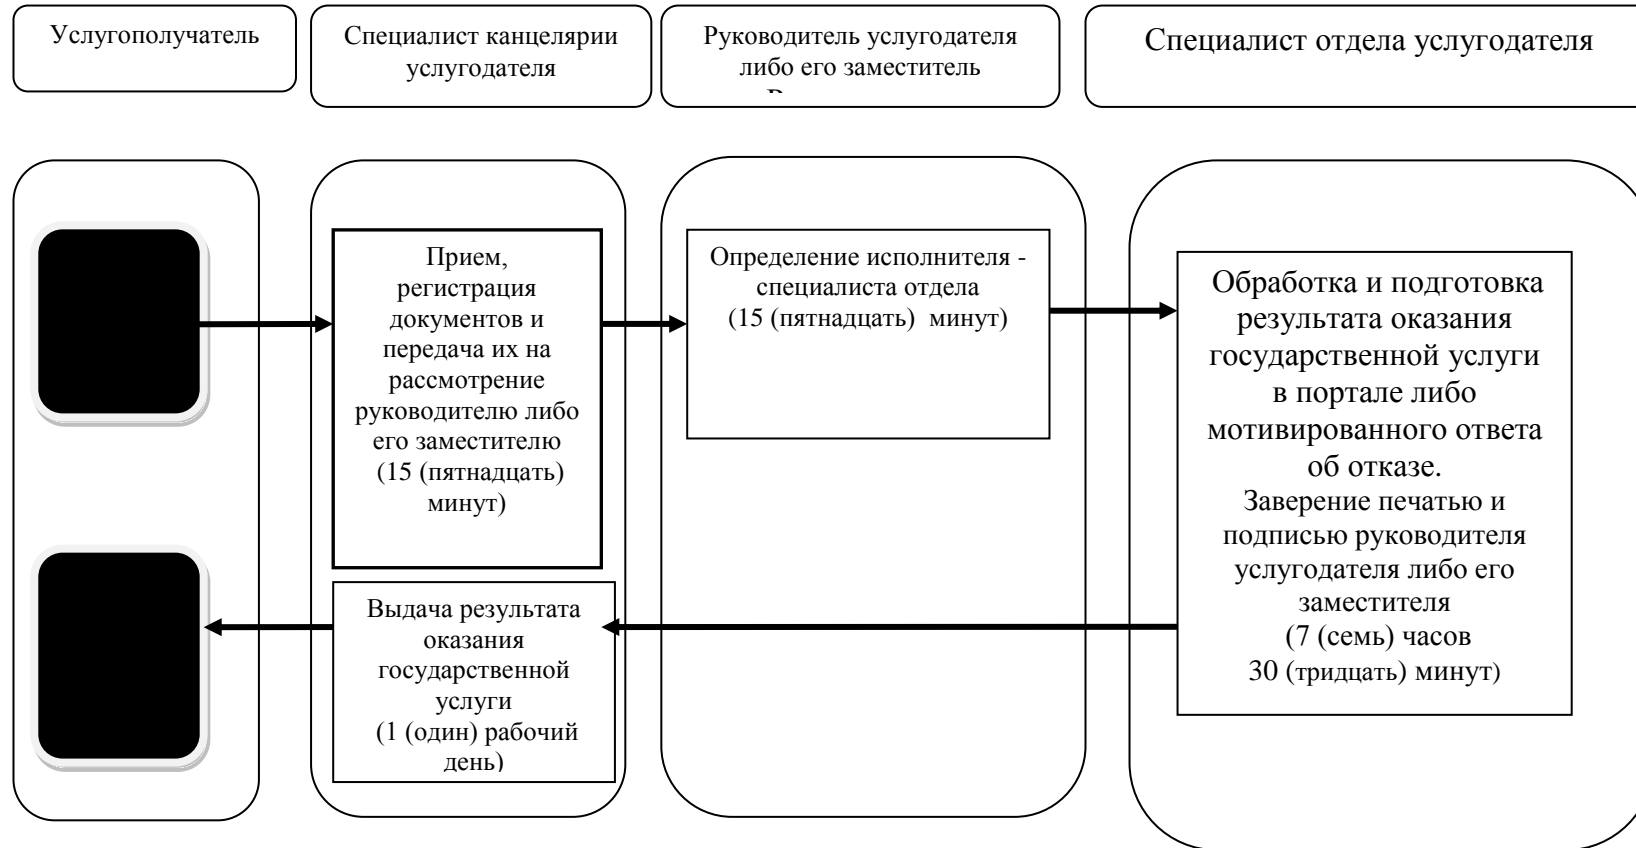 Услугополучатель
Специалист канцелярии
услугодателя
Руководитель услугодателя
либо его заместитель
Специалист отдела услугодателя
Прием,
регистрация
документов и
передача их на
рассмотрение
руководителю либо
его заместителю
(15 (пятнадцать)
минут)
Определение исполнителя -
специалиста отдела
(15 (пятнадцать) минут)
Обработка и подготовка
результата оказания
государственной услуги
в портале либо
мотивированного ответа
об отказе.
Заверение печатью и
подписью руководителя
услугодателя либо его
заместителя
(7 (семь) часов
30 (тридцать) минут)
Выдача результата
оказания
государственной
услуги
(1 (один) рабочий
день)